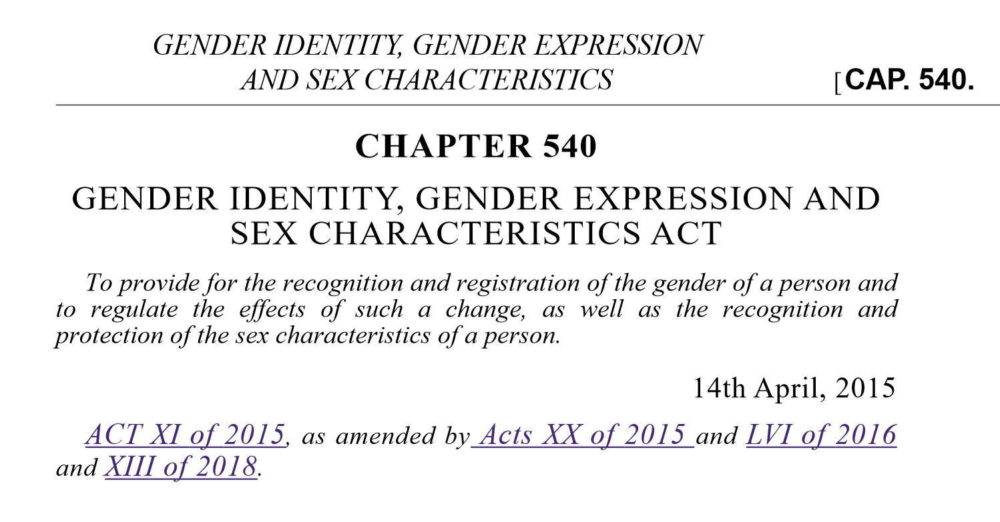 GENDER IDENTITY, GENDER EXPRESSION
AND SEX CHARACTERISTICS [CAP. 540.
CHAPTER 540
GENDER IDENTITY, GENDER EXPRESSION AND
SEX CHARACTERISTICS ACT
To provide for the recognition and registration of the gender of a person and
to regulate the effects of such a change, as well as the recognition and
protection of the sex characteristics of a person.
14th April, 2015
ACT XI of 2015, as amended by Acts XX of 2015 and LVI of 2016
and XIII of 2018.